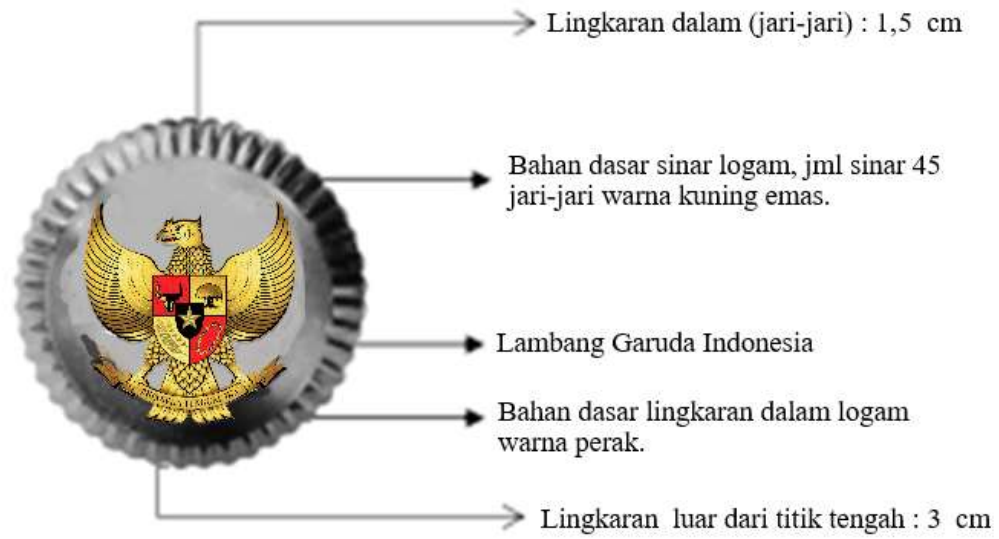 Lingkaran dalam (jari-jari) : 1,5 cm
Bahan dasar sinar logam, jml sinar 45
jari-jari warna kuning emas.
Lambang Garuda Indonesia
Bahan dasar lingkaran dalam logam
warna perak.
Lingkaran luar dari titik tengah : 3 cm